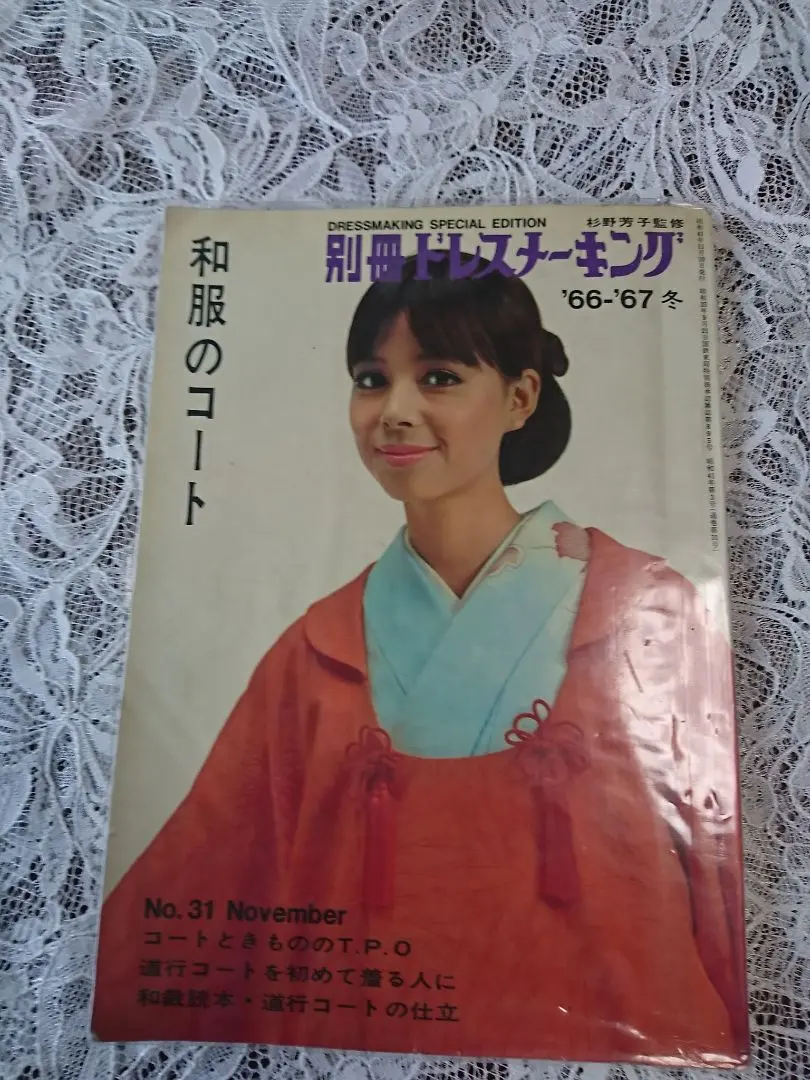 DRESSMAKING SPECIAL EDITION
杉野芳子監修
別冊ドレスメーキング
'66-'67 冬
和服のコート
No. 31 November
コートときもののT.P.O
道行コートを初めて着る人に
和裁読本・道行コートの仕立